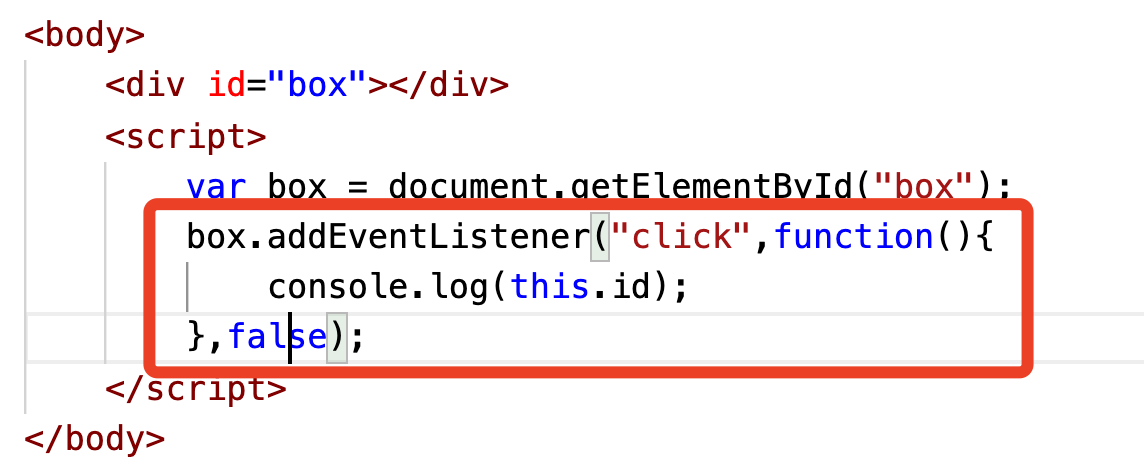 <body>
<div id="box"></div>
<script>
var box = document.getElementById("box");
box.addEventListener("click",function(){
console.log(this.id);
},false);
</script>
</body>